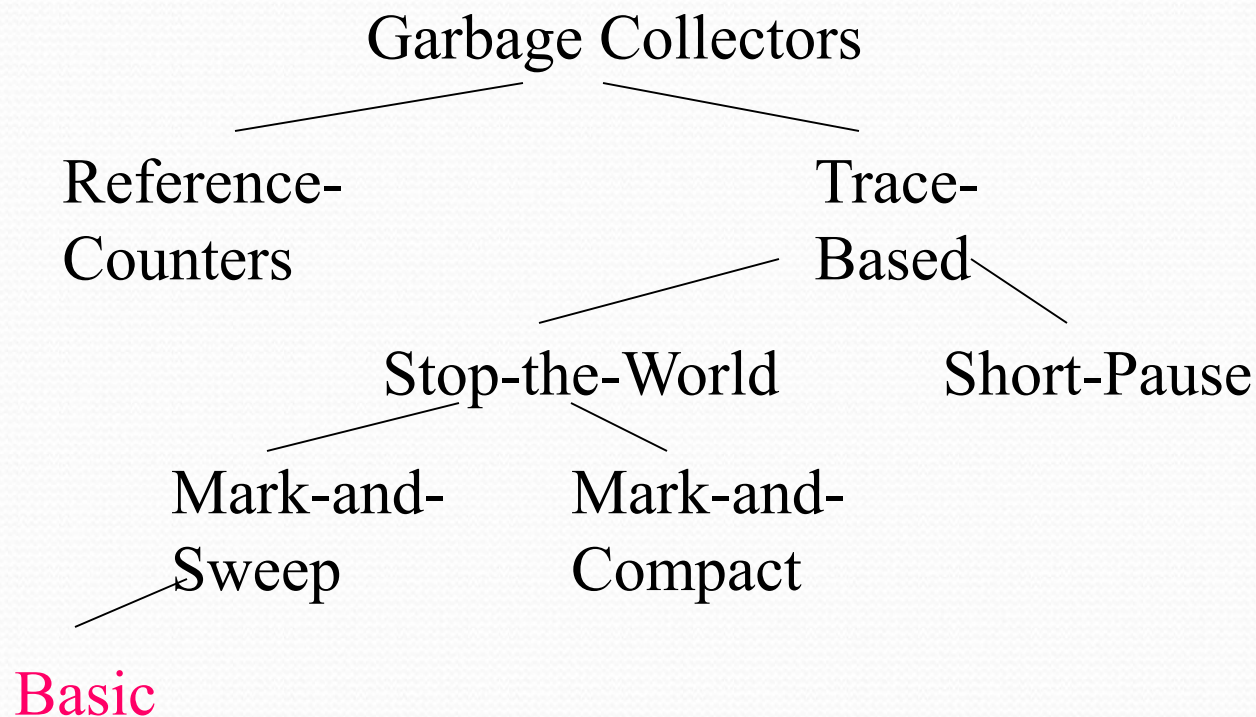 Garbage Collectors
Reference-
Counters
Trace-
Based
Stop-the-World
Short-Pause
Mark-and-
Sweep
Mark-and-
Compact
Basic